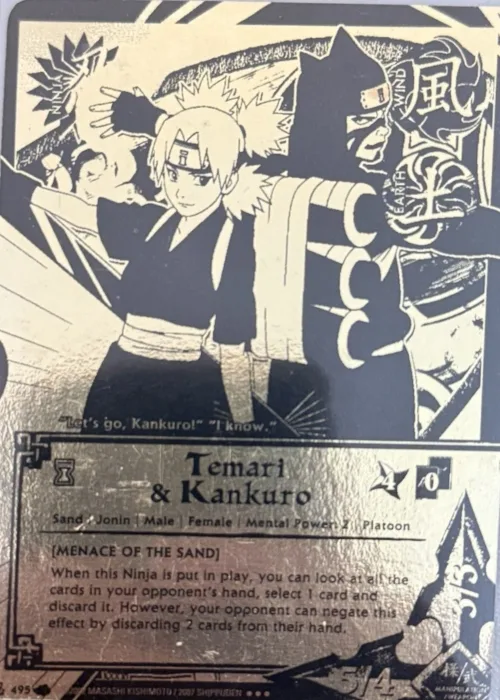 NINJA
WIND
風
EARTH
土
"Let's go, Kankuro!" "I know."
Temari
& Kankuro
4
0
Sand | Jonin | Male | Female | Mental Power: 2 | Platoon
[MENACE OF THE SAND]
When this Ninja is put in play, you can look at all the
cards in your opponent's hand, select 1 card and
discard it. However, your opponent can negate this
effect by discarding 2 cards from their hand.
3/3
5/4
495
MASASHI KISHIMOTO / 2007 SHIPPUDEN